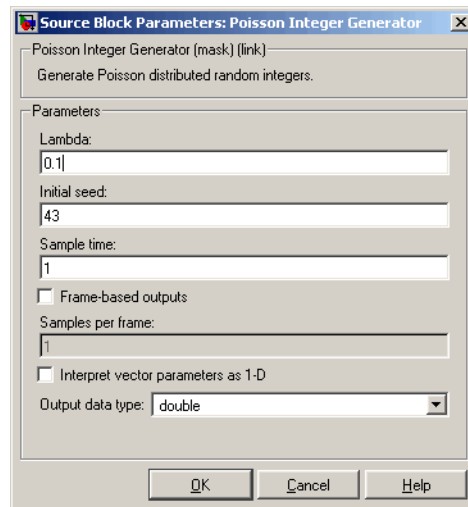 Source Block Parameters: Poisson Integer Generator
Poisson Integer Generator (mask) (link)
Generate Poisson distributed random integers.
Parameters
Lambda:
0.1
Initial seed:
43
Sample time:
1
Frame-based outputs
Samples per frame:
1
Interpret vector parameters as 1-D
Output data type: double
OK Cancel Help